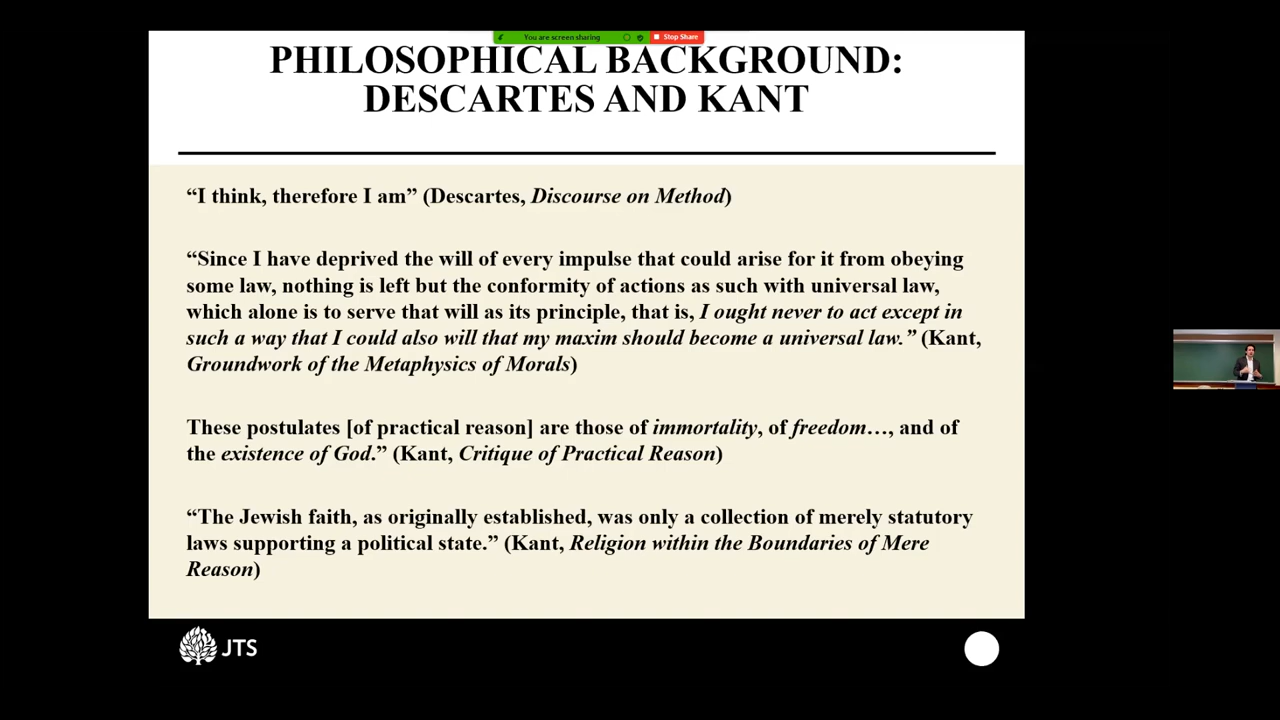 You are screen sharing
Stop Share
PHILOSOPHICAL BACKGROUND:
DESCARTES AND KANT
“I think, therefore I am” (Descartes, Discourse on Method)
“Since I have deprived the will of every impulse that could arise for it from obeying
some law, nothing is left but the conformity of actions as such with universal law,
which alone is to serve that will as its principle, that is, I ought never to act except in
such a way that I could also will that my maxim should become a universal law.” (Kant,
Groundwork of the Metaphysics of Morals)
These postulates [of practical reason] are those of immortality, of freedom…, and of
the existence of God.” (Kant, Critique of Practical Reason)
“The Jewish faith, as originally established, was only a collection of merely statutory
laws supporting a political state.” (Kant, Religion within the Boundaries of Mere
Reason)
JTS